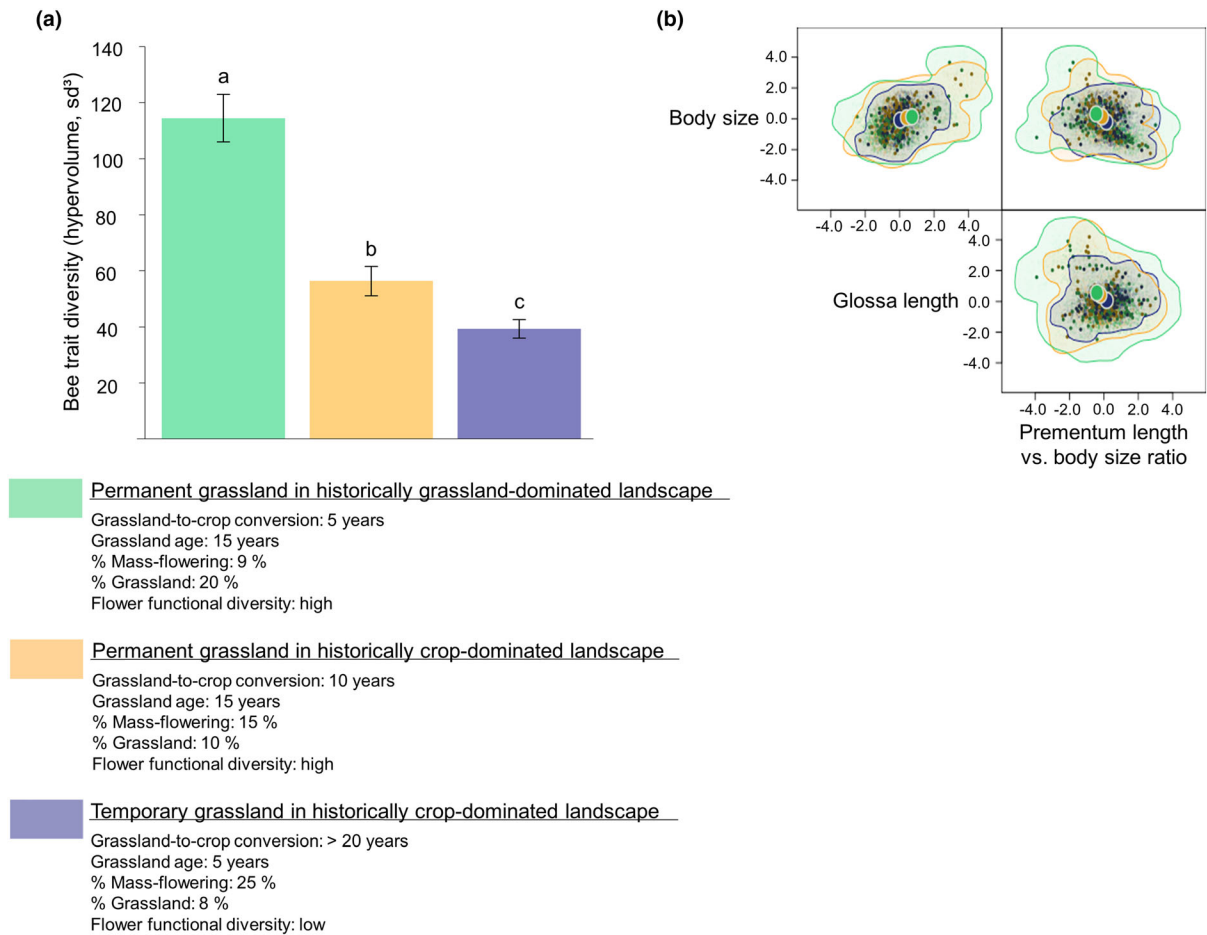 (a)
Bee trait diversity (hypervolume, sd³)
140
120
100
80
60
40
20
a
b
c
(b)
Body size
4.0
2.0
0.0
-2.0
-4.0
-4.0 -2.0 0.0 2.0 4.0
Glossa length
4.0
2.0
0.0
-2.0
-4.0
-4.0 -2.0 0.0 2.0 4.0
Prementum length
vs. body size ratio
Permanent grassland in historically grassland-dominated landscape
Grassland-to-crop conversion: 5 years
Grassland age: 15 years
% Mass-flowering: 9 %
% Grassland: 20 %
Flower functional diversity: high
Permanent grassland in historically crop-dominated landscape
Grassland-to-crop conversion: 10 years
Grassland age: 15 years
% Mass-flowering: 15 %
% Grassland: 10 %
Flower functional diversity: high
Temporary grassland in historically crop-dominated landscape
Grassland-to-crop conversion: > 20 years
Grassland age: 5 years
% Mass-flowering: 25 %
% Grassland: 8 %
Flower functional diversity: low